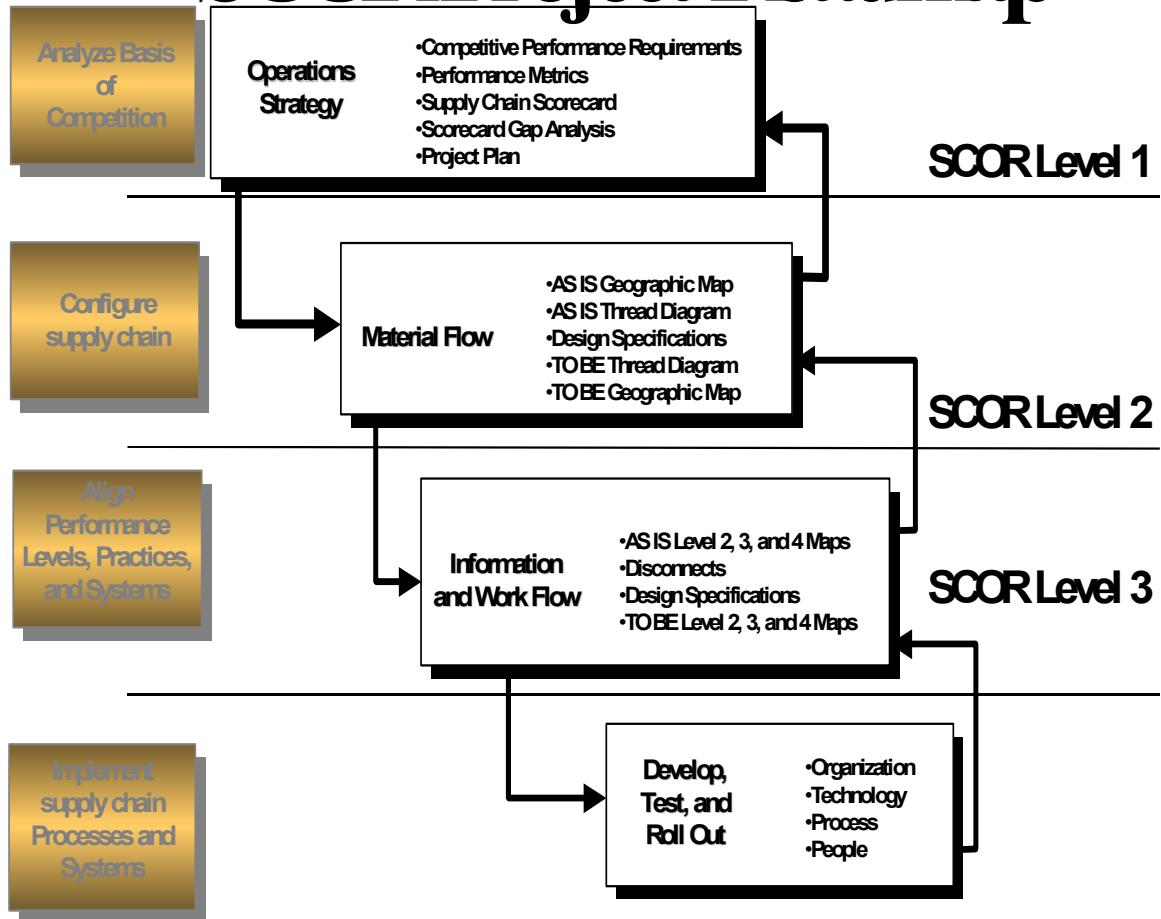 Analyze Basis
of
Competition
Operations
Strategy
•Competitive Performance Requirements
•Performance Metrics
•Supply Chain Scorecard
•Scorecard Gap Analysis
•Project Plan
SCOR Level 1
Configure
supply chain
Material Flow
•AS IS Geographic Map
•AS IS Thread Diagram
•Design Specifications
•TO BE Thread Diagram
•TO BE Geographic Map
SCOR Level 2
Align
Performance
Levels, Practices,
and Systems
Information
and Work Flow
•AS IS Level 2, 3, and 4 Maps
•Disconnects
•Design Specifications
•TO BE Level 2, 3, and 4 Maps
SCOR Level 3
Implement
supply chain
Processes and
Systems
Develop,
Test, and
Roll Out
•Organization
•Technology
•Process
•People